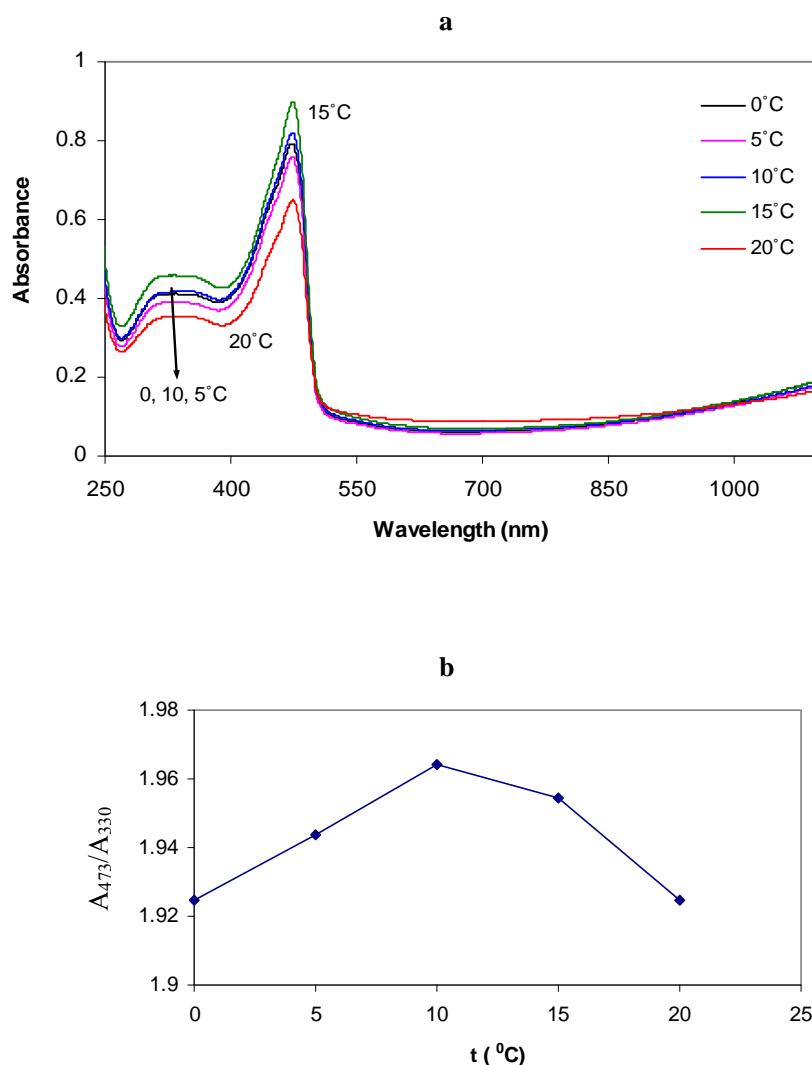 a
1
0.8
0.6
0.4
0.2
0
Absorbance
15˚C
20˚C
0, 10, 5˚C
0˚C
5˚C
10˚C
15˚C
20˚C
250 400 550 700 850 1000
Wavelength (nm)
b
1.98
1.96
1.94
1.92
1.9
A473/A330
0 5 10 15 20 25
t ( ⁰C)